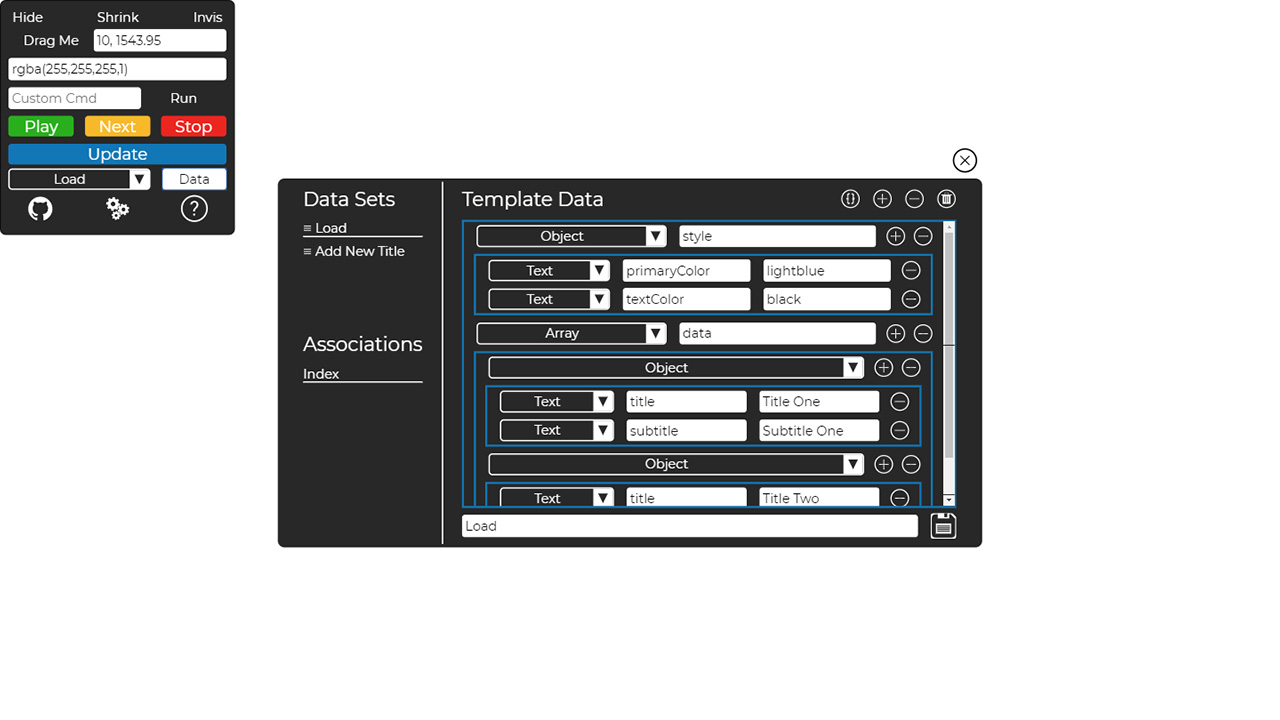 Hide Shrink Invis
Drag Me 10, 1543.95
rgba(255,255,255,1)
Custom Cmd Run
Play Next Stop
Update
Load Data
Data Sets
≡ Load
≡ Add New Title
Associations
Index
Template Data
Object style
Text primaryColor lightblue
Text textColor black
Array data
Object
Text title Title One
Text subtitle Subtitle One
Object
Text title Title Two
Load